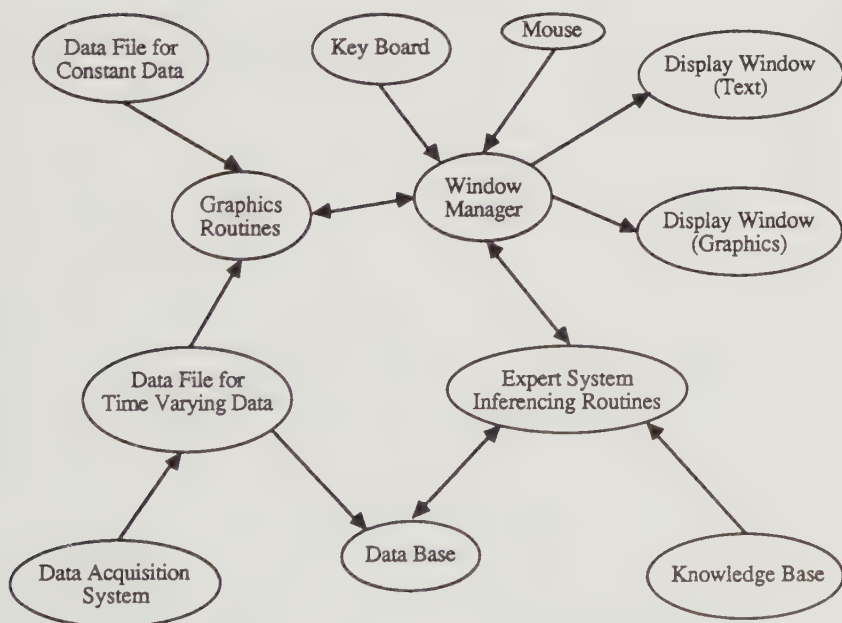 Data File for
Constant Data
Key Board
Mouse
Display Window
(Text)
Graphics
Routines
Window
Manager
Display Window
(Graphics)
Data File for
Time Varying Data
Expert System
Inferencing Routines
Data Acquisition
System
Data Base
Knowledge Base